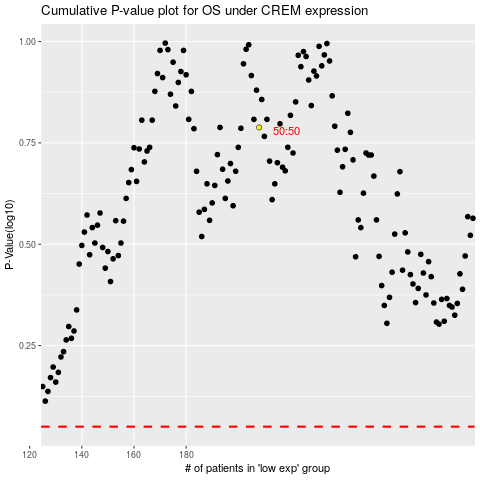 Cumulative P-value plot for OS under CREM expression
P-Value(log10)
1.00
0.75
0.50
0.25
50:50
120 140 160 180
# of patients in 'low exp' group